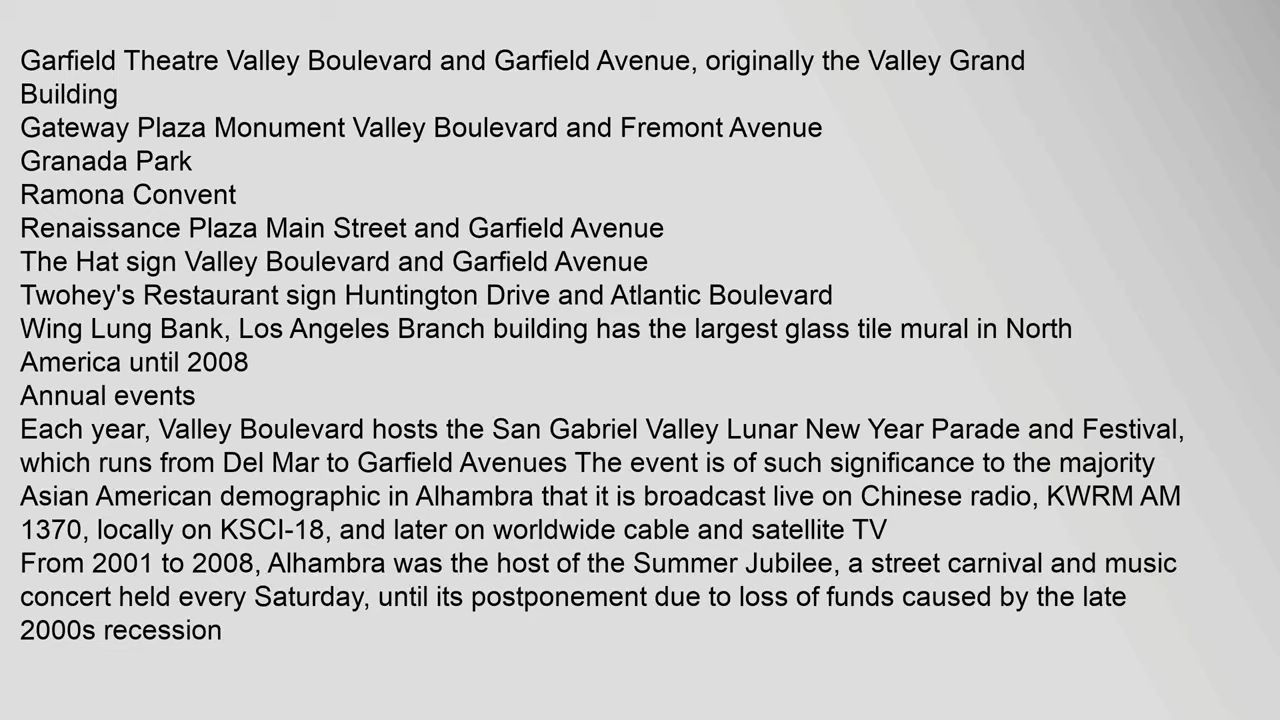 Garfield Theatre Valley Boulevard and Garfield Avenue, originally the Valley Grand
Building
Gateway Plaza Monument Valley Boulevard and Fremont Avenue
Granada Park
Ramona Convent
Renaissance Plaza Main Street and Garfield Avenue
The Hat sign Valley Boulevard and Garfield Avenue
Twohey's Restaurant sign Huntington Drive and Atlantic Boulevard
Wing Lung Bank, Los Angeles Branch building has the largest glass tile mural in North
America until 2008
Annual events
Each year, Valley Boulevard hosts the San Gabriel Valley Lunar New Year Parade and Festival,
which runs from Del Mar to Garfield Avenues The event is of such significance to the majority
Asian American demographic in Alhambra that it is broadcast live on Chinese radio, KWRM AM
1370, locally on KSCI-18, and later on worldwide cable and satellite TV
From 2001 to 2008, Alhambra was the host of the Summer Jubilee, a street carnival and music
concert held every Saturday, until its postponement due to loss of funds caused by the late
2000s recession